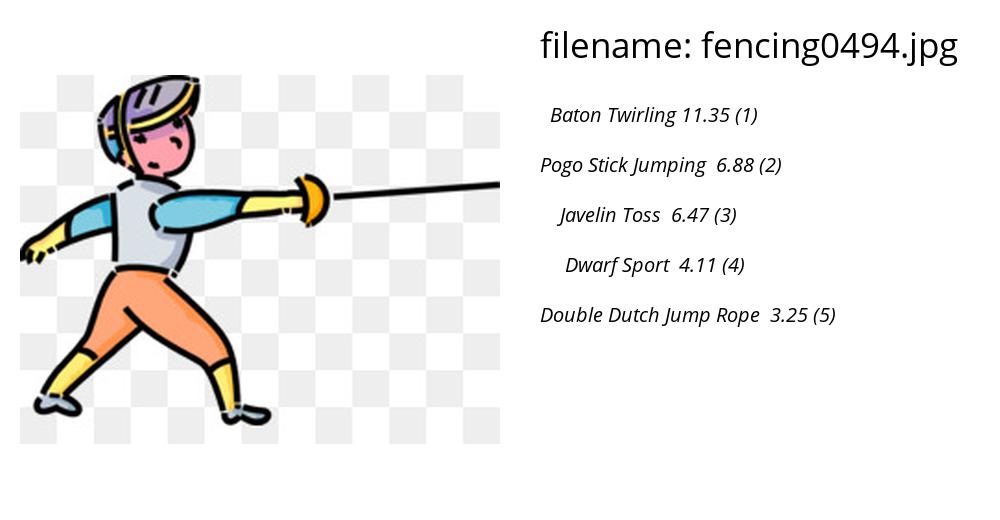 filename: fencing0494.jpg
Baton Twirling 11.35 (1)
Pogo Stick Jumping 6.88 (2)
Javelin Toss 6.47 (3)
Dwarf Sport 4.11 (4)
Double Dutch Jump Rope 3.25 (5)